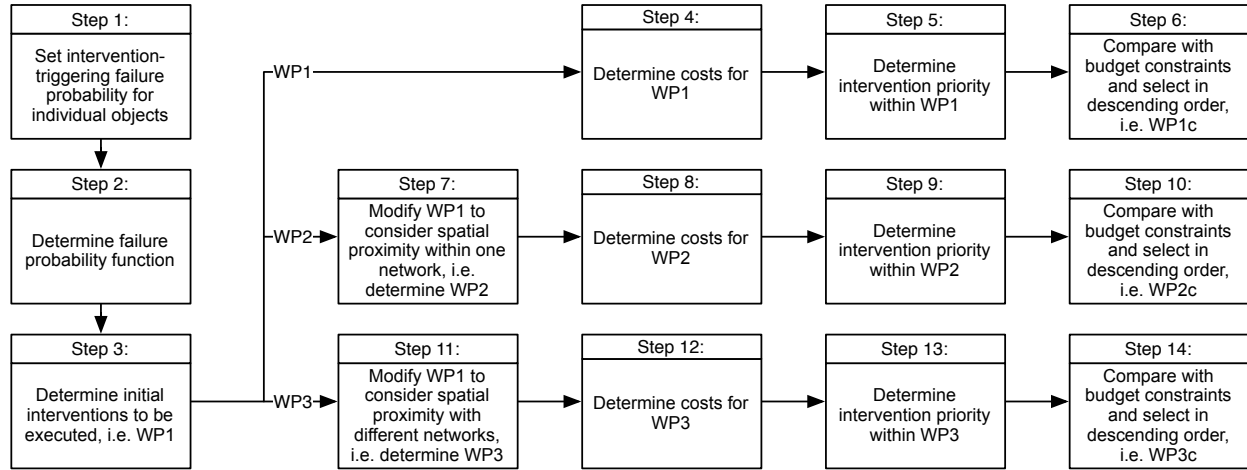 Step 1:
Set intervention-
triggering failure
probability for
individual objects
Step 2:
Determine failure
probability function
Step 3:
Determine initial
interventions to be
executed, i.e. WP1
WP1
Step 4:
Determine costs for
WP1
Step 5:
Determine
intervention priority
within WP1
Step 6:
Compare with
budget constraints
and select in
descending order,
i.e. WP1c
WP2
Step 7:
Modify WP1 to
consider spatial
proximity within one
network, i.e.
determine WP2
Step 8:
Determine costs for
WP2
Step 9:
Determine
intervention priority
within WP2
Step 10:
Compare with
budget constraints
and select in
descending order,
i.e. WP2c
WP3
Step 11:
Modify WP1 to
consider spatial
proximity with
different networks,
i.e. determine WP3
Step 12:
Determine costs for
WP3
Step 13:
Determine
intervention priority
within WP3
Step 14:
Compare with
budget constraints
and select in
descending order,
i.e. WP3c